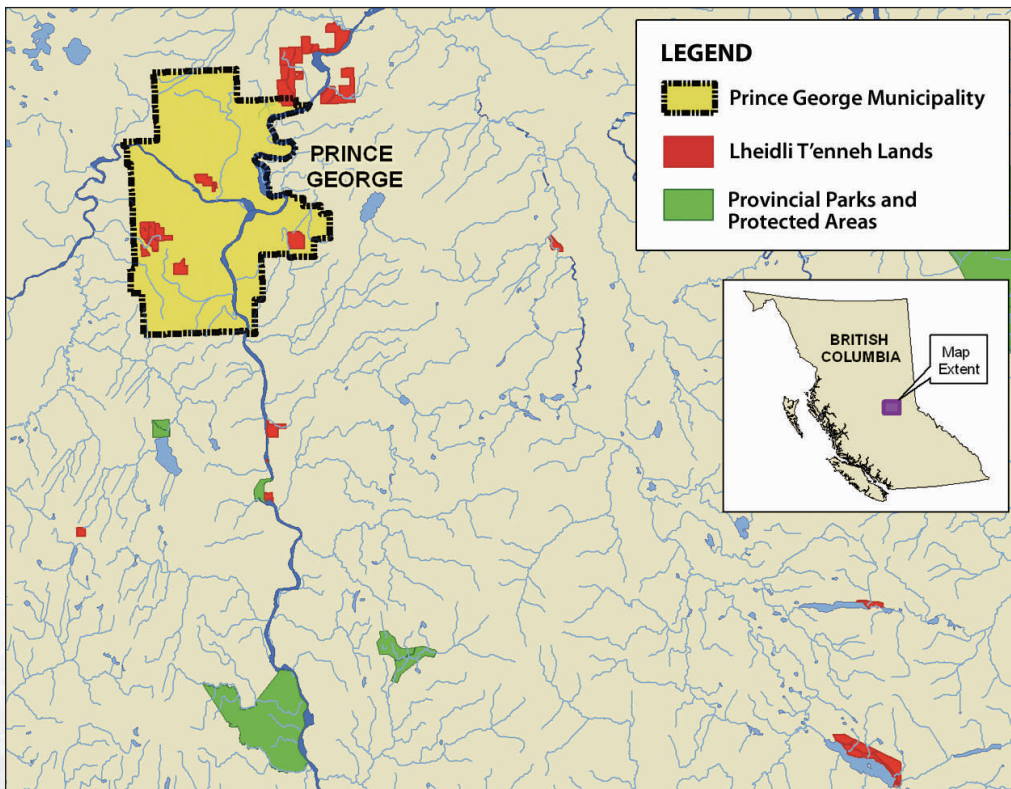 LEGEND
Prince George Municipality
Lheidli T'enneh Lands
Provincial Parks and
Protected Areas
PRINCE
GEORGE
BRITISH
COLUMBIA
Map
Extent